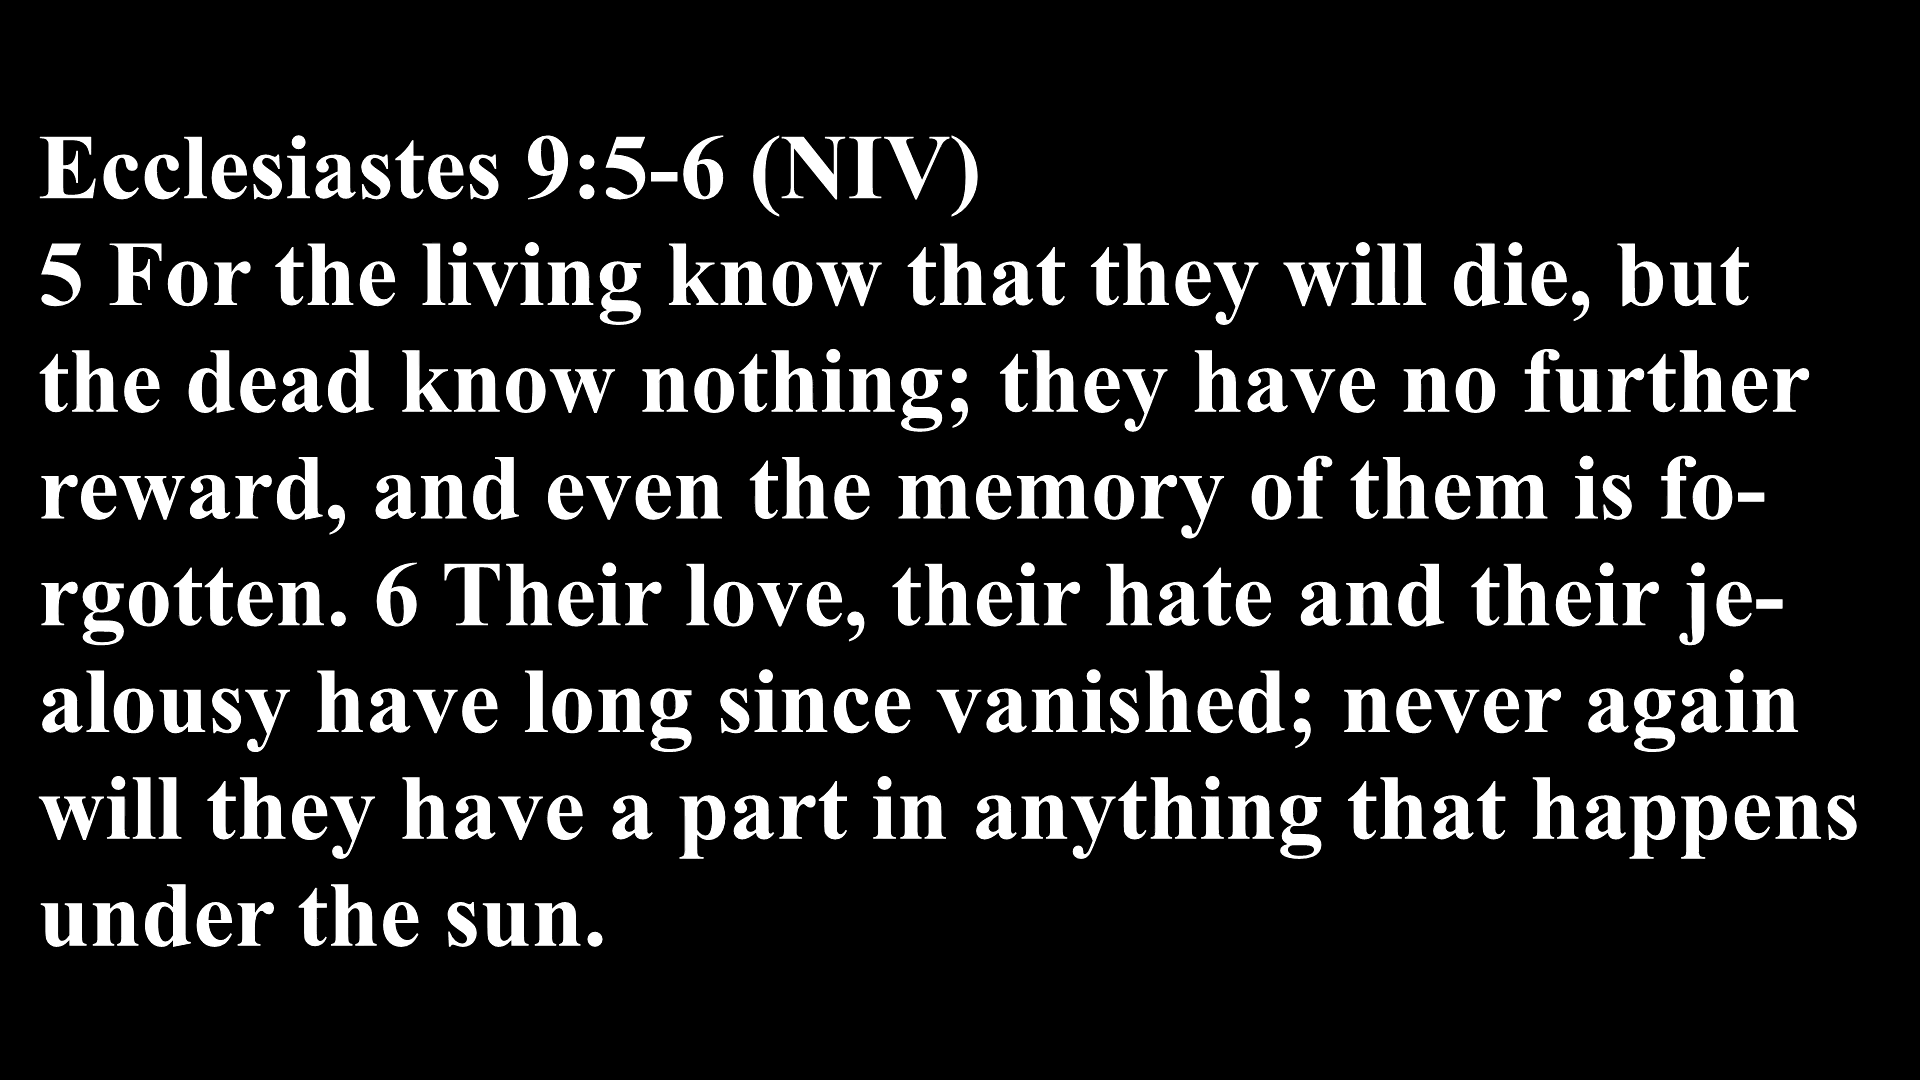 Ecclesiastes 9:5-6 (NIV)
5 For the living know that they will die, but
the dead know nothing; they have no further
reward, and even the memory of them is fo-
rgotten. 6 Their love, their hate and their je-
alousy have long since vanished; never again
will they have a part in anything that happens
under the sun.